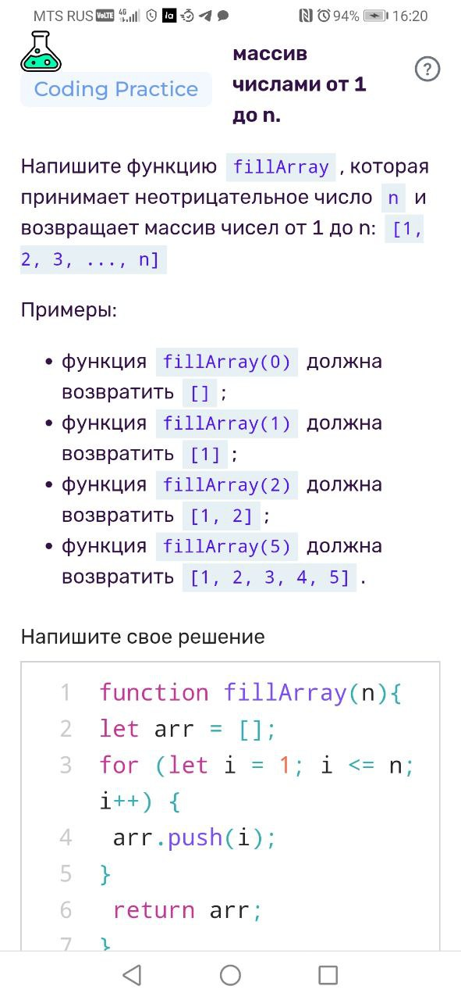 MTS RUS VoLTE 4G 94% 16:20
массив
Coding Practice
числами от 1
до n.
Напишите функцию fillArray , которая
принимает неотрицательное число n и
возвращает массив чисел от 1 до n: [1,
2, 3, ..., n]
Примеры:
• функция fillArray(0) должна
возвратить [] ;
• функция fillArray(1) должна
возвратить [1] ;
• функция fillArray(2) должна
возвратить [1, 2] ;
• функция fillArray(5) должна
возвратить [1, 2, 3, 4, 5] .
Напишите свое решение
1 function fillArray(n){
2 let arr = [];
3 for (let i = 1; i <= n;
i++) {
4 arr.push(i);
5 }
6 return arr;
7 }